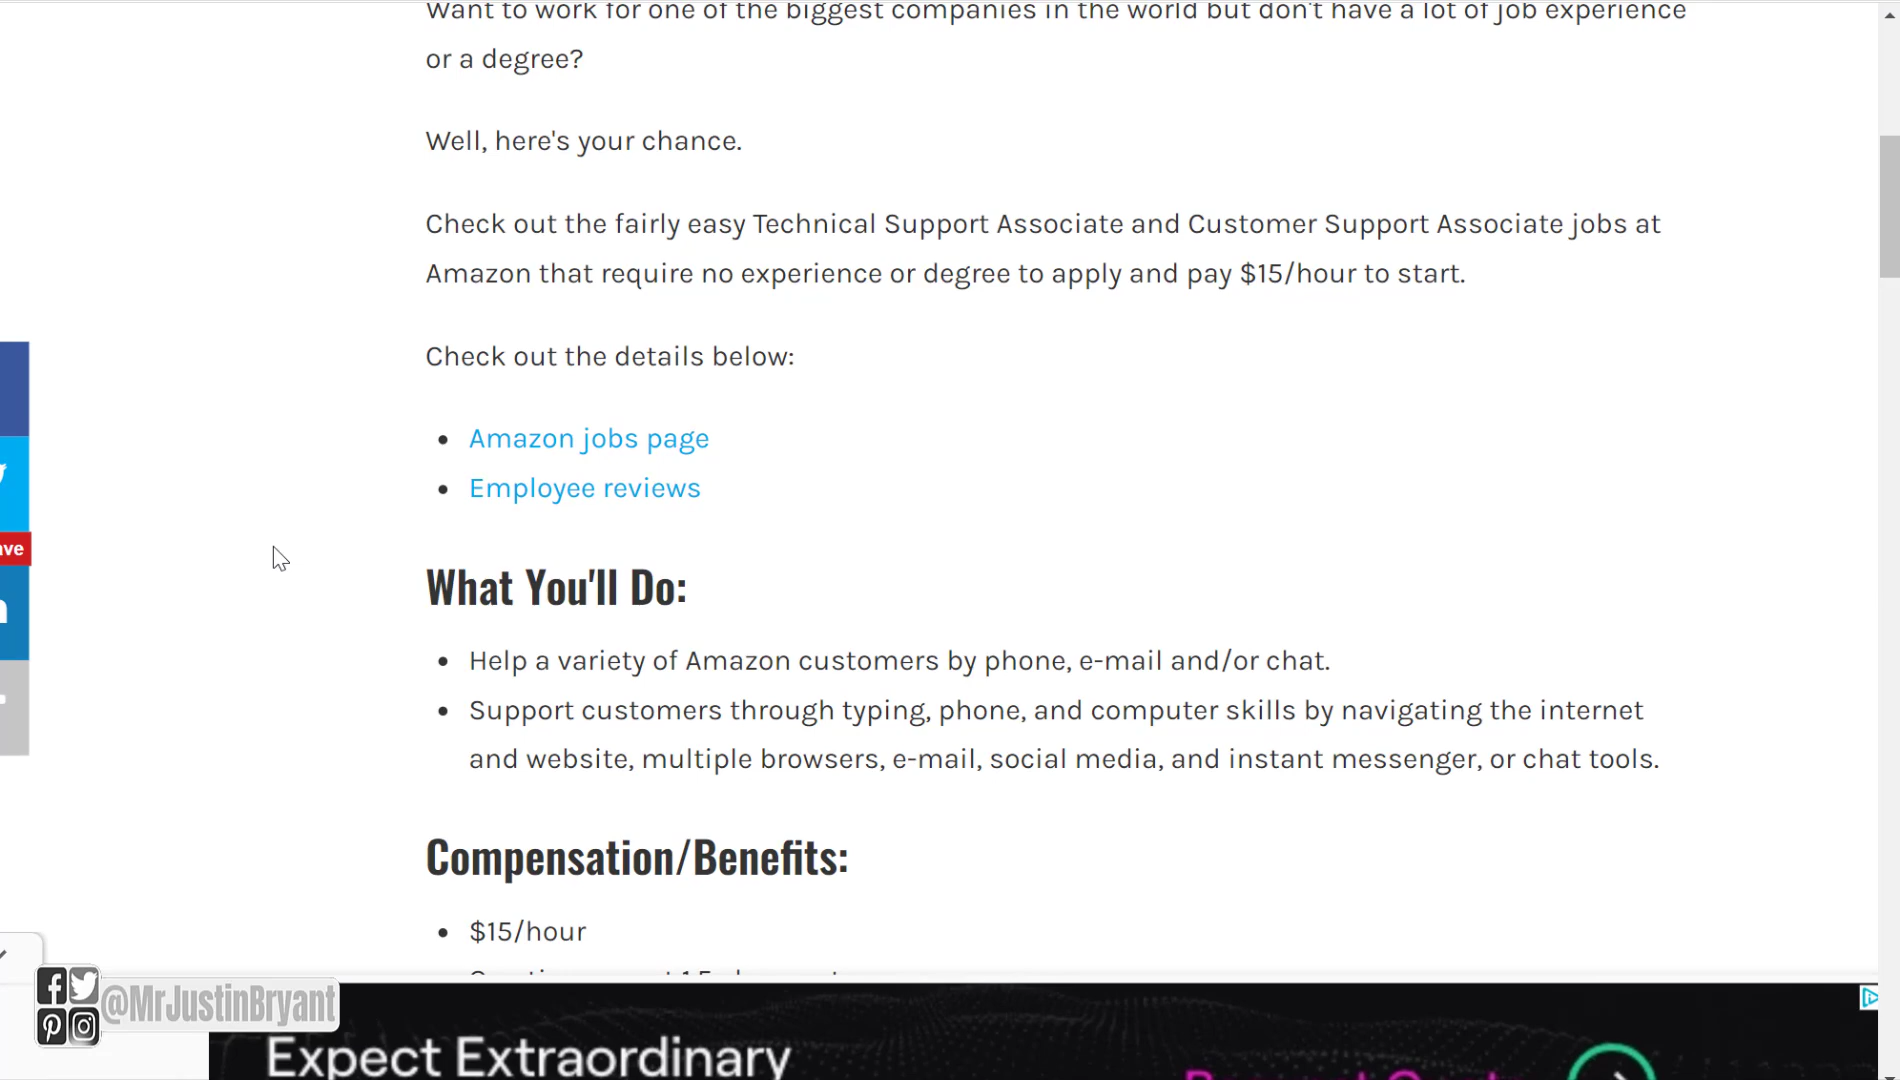 Want to work for one of the biggest companies in the world but don't have a lot of job experience
or a degree?
Well, here's your chance.
Check out the fairly easy Technical Support Associate and Customer Support Associate jobs at
Amazon that require no experience or degree to apply and pay $15/hour to start.
Check out the details below:
Amazon jobs page
Employee reviews
ave
What You'll Do:
Help a variety of Amazon customers by phone, e-mail and/or chat.
Support customers through typing, phone, and computer skills by navigating the internet
and website, multiple browsers, e-mail, social media, and instant messenger, or chat tools.
Compensation/Benefits:
$15/hour
@MrJustinBryant
Expect Extraordinary